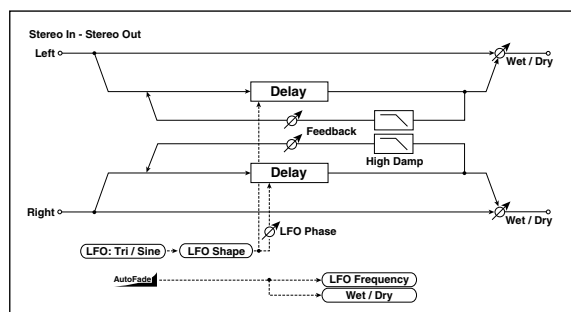 Stereo In - Stereo Out
Left
Wet / Dry
Delay
Feedback
High Damp
Delay
Right
Wet / Dry
LFO Phase
LFO: Tri / Sine
LFO Shape
AutoFade
LFO Frequency
Wet / Dry